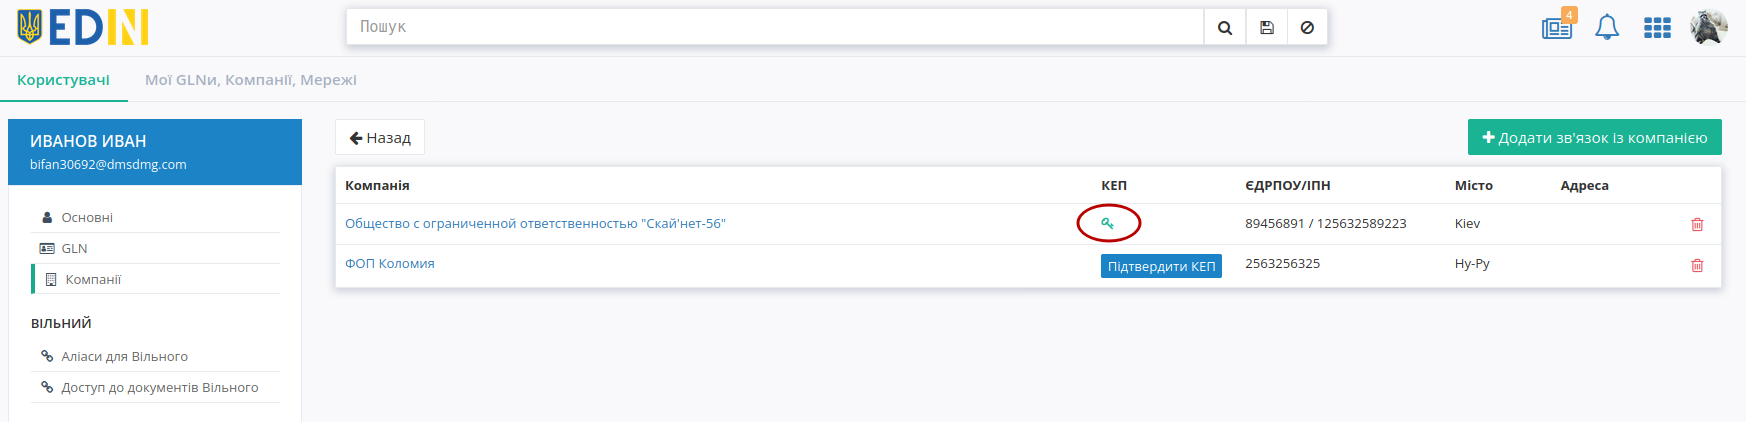 EDIN
Пошук
4
Користувачі
Мої GLNи, Компанії, Мережі
ИВАНОВ ИВАН
bifan30692@dmsdmg.com
Основні
GLN
Компанії
ВІЛЬНИЙ
Аліаси для Вільного
Доступ до документів Вільного
Назад
Додати зв'язок із компанією
Компанія КЕП ЄДРПОУ/ІПН Місто Адреса
Общество с ограниченной ответственностью "Скай'нет-56" 89456891 / 125632589223 Kiev
ФОП Коломия Підтвердити КЕП 2563256325 Ну-Ру